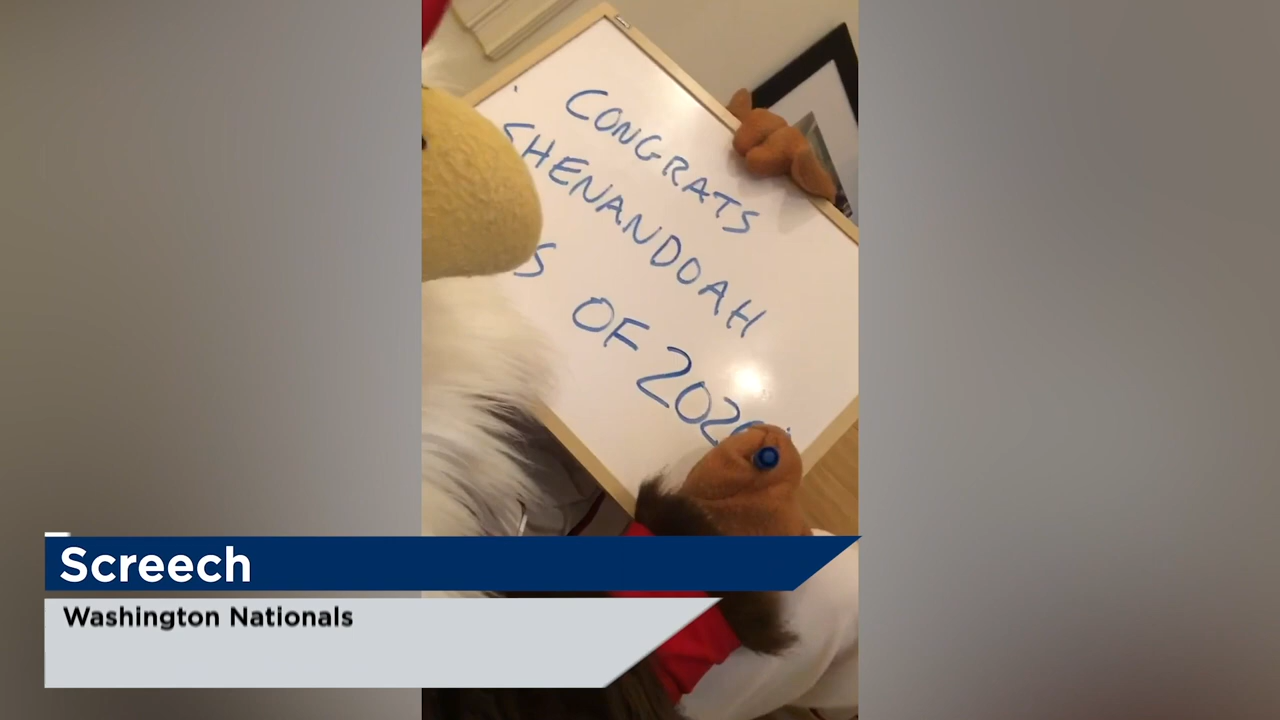 CONGRATS
SHENANDOAH
S OF 2020
Screech
Washington Nationals